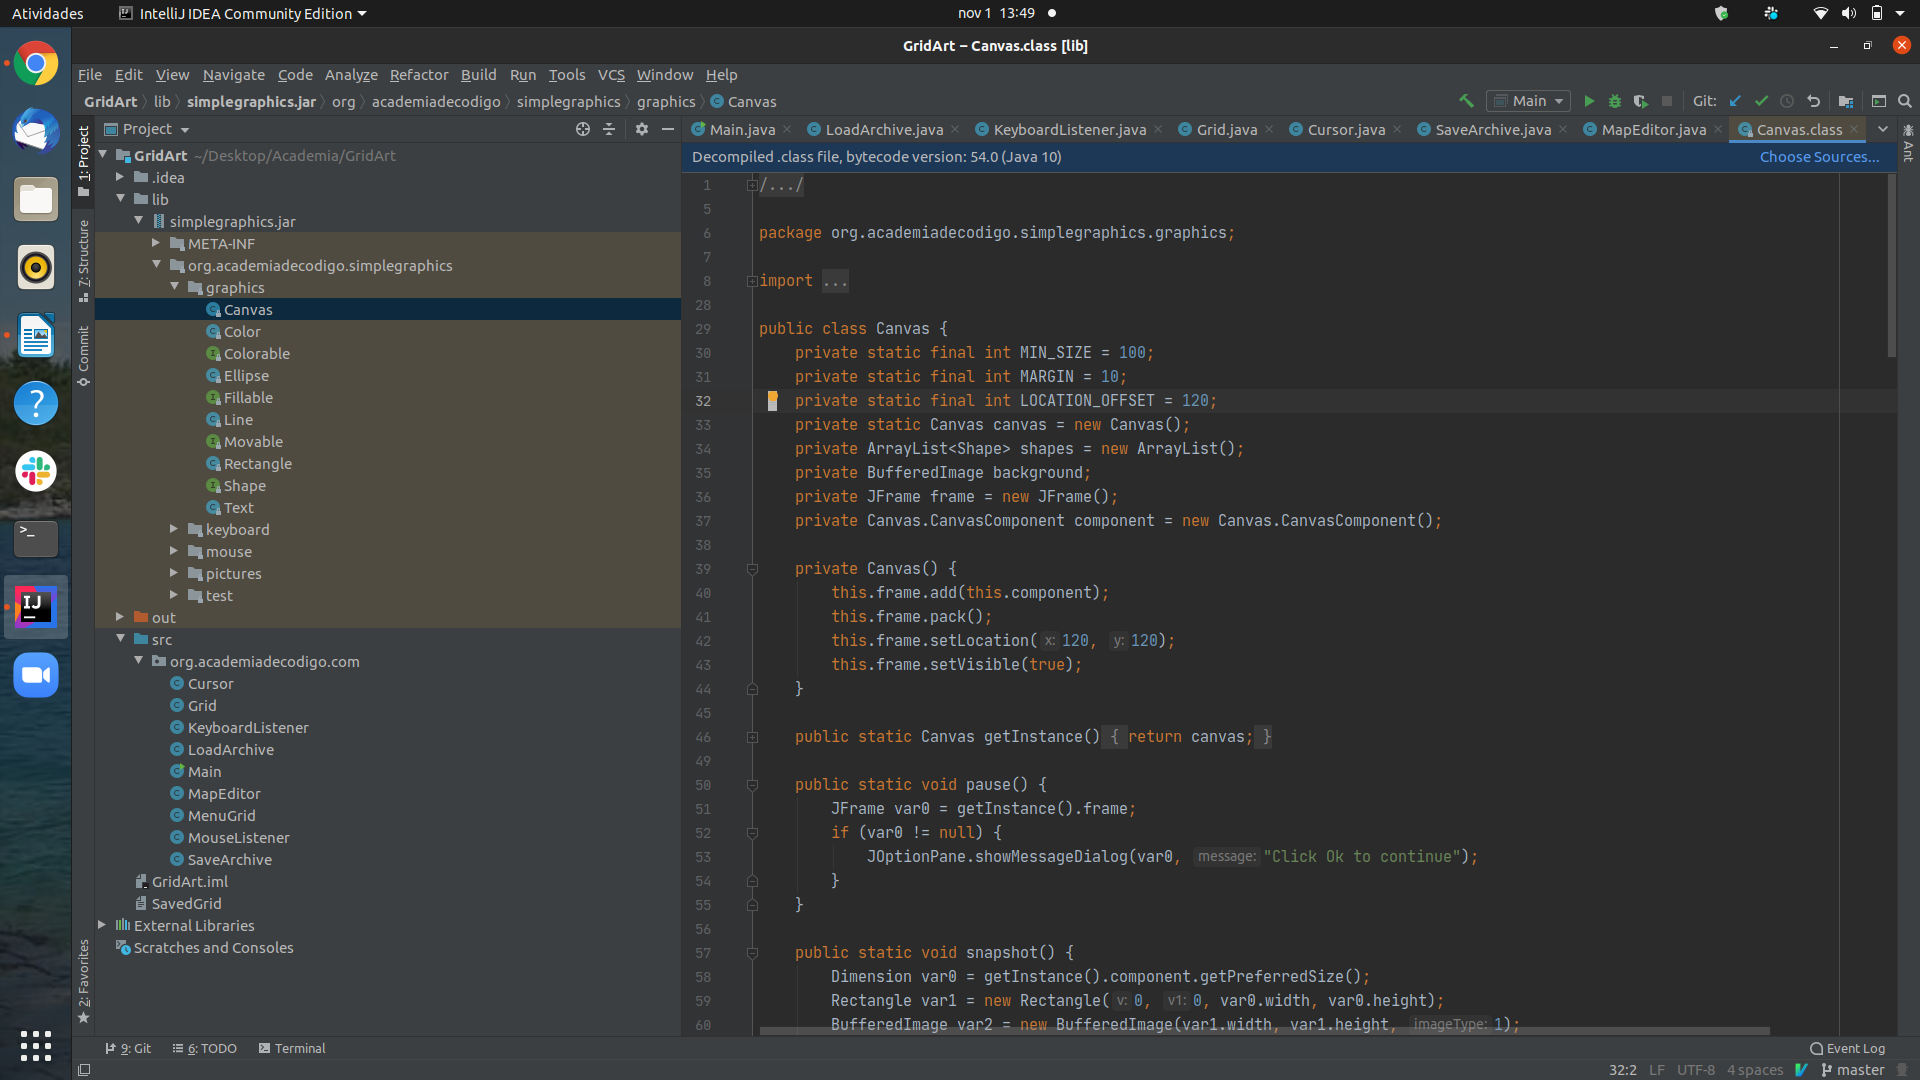 Atividades IntelliJ IDEA Community Edition nov 1 13:49
GridArt – Canvas.class [lib]
File Edit View Navigate Code Analyze Refactor Build Run Tools VCS Window Help
GridArt lib simplegraphics.jar org academiadecodigo simplegraphics graphics Canvas Main Git:
Project
Main.java LoadArchive.java KeyboardListener.java Grid.java Cursor.java SaveArchive.java MapEditor.java Canvas.class
Decompiled .class file, bytecode version: 54.0 (Java 10) Choose Sources...
1: Project
7: Structure
Commit
2: Favorites
Ant
GridArt ~/Desktop/Academia/GridArt
.idea
lib
simplegraphics.jar
META-INF
org.academiadecodigo.simplegraphics
graphics
Canvas
Color
Colorable
Ellipse
Fillable
Line
Movable
Rectangle
Shape
Text
keyboard
mouse
pictures
test
out
src
org.academiadecodigo.com
Cursor
Grid
KeyboardListener
LoadArchive
Main
MapEditor
MenuGrid
MouseListener
SaveArchive
GridArt.iml
SavedGrid
External Libraries
Scratches and Consoles
1 /.../
5
6 package org.academiadecodigo.simplegraphics.graphics;
7
8 import ...
28
29 public class Canvas {
30 private static final int MIN_SIZE = 100;
31 private static final int MARGIN = 10;
32 private static final int LOCATION_OFFSET = 120;
33 private static Canvas canvas = new Canvas();
34 private ArrayList<Shape> shapes = new ArrayList();
35 private BufferedImage background;
36 private JFrame frame = new JFrame();
37 private Canvas.CanvasComponent component = new Canvas.CanvasComponent();
38
39 private Canvas() {
40 this.frame.add(this.component);
41 this.frame.pack();
42 this.frame.setLocation( x: 120, y: 120);
43 this.frame.setVisible(true);
44 }
45
46 public static Canvas getInstance() { return canvas; }
49
50 public static void pause() {
51 JFrame var0 = getInstance().frame;
52 if (var0 != null) {
53 JOptionPane.showMessageDialog(var0, message: "Click Ok to continue");
54 }
55 }
56
57 public static void snapshot() {
58 Dimension var0 = getInstance().component.getPreferredSize();
59 Rectangle var1 = new Rectangle( v: 0, v1: 0, var0.width, var0.height);
60 BufferedImage var2 = new BufferedImage(var1.width, var1.height, imageType: 1);
9: Git 6: TODO Terminal Event Log
32:2 LF UTF-8 4 spaces master